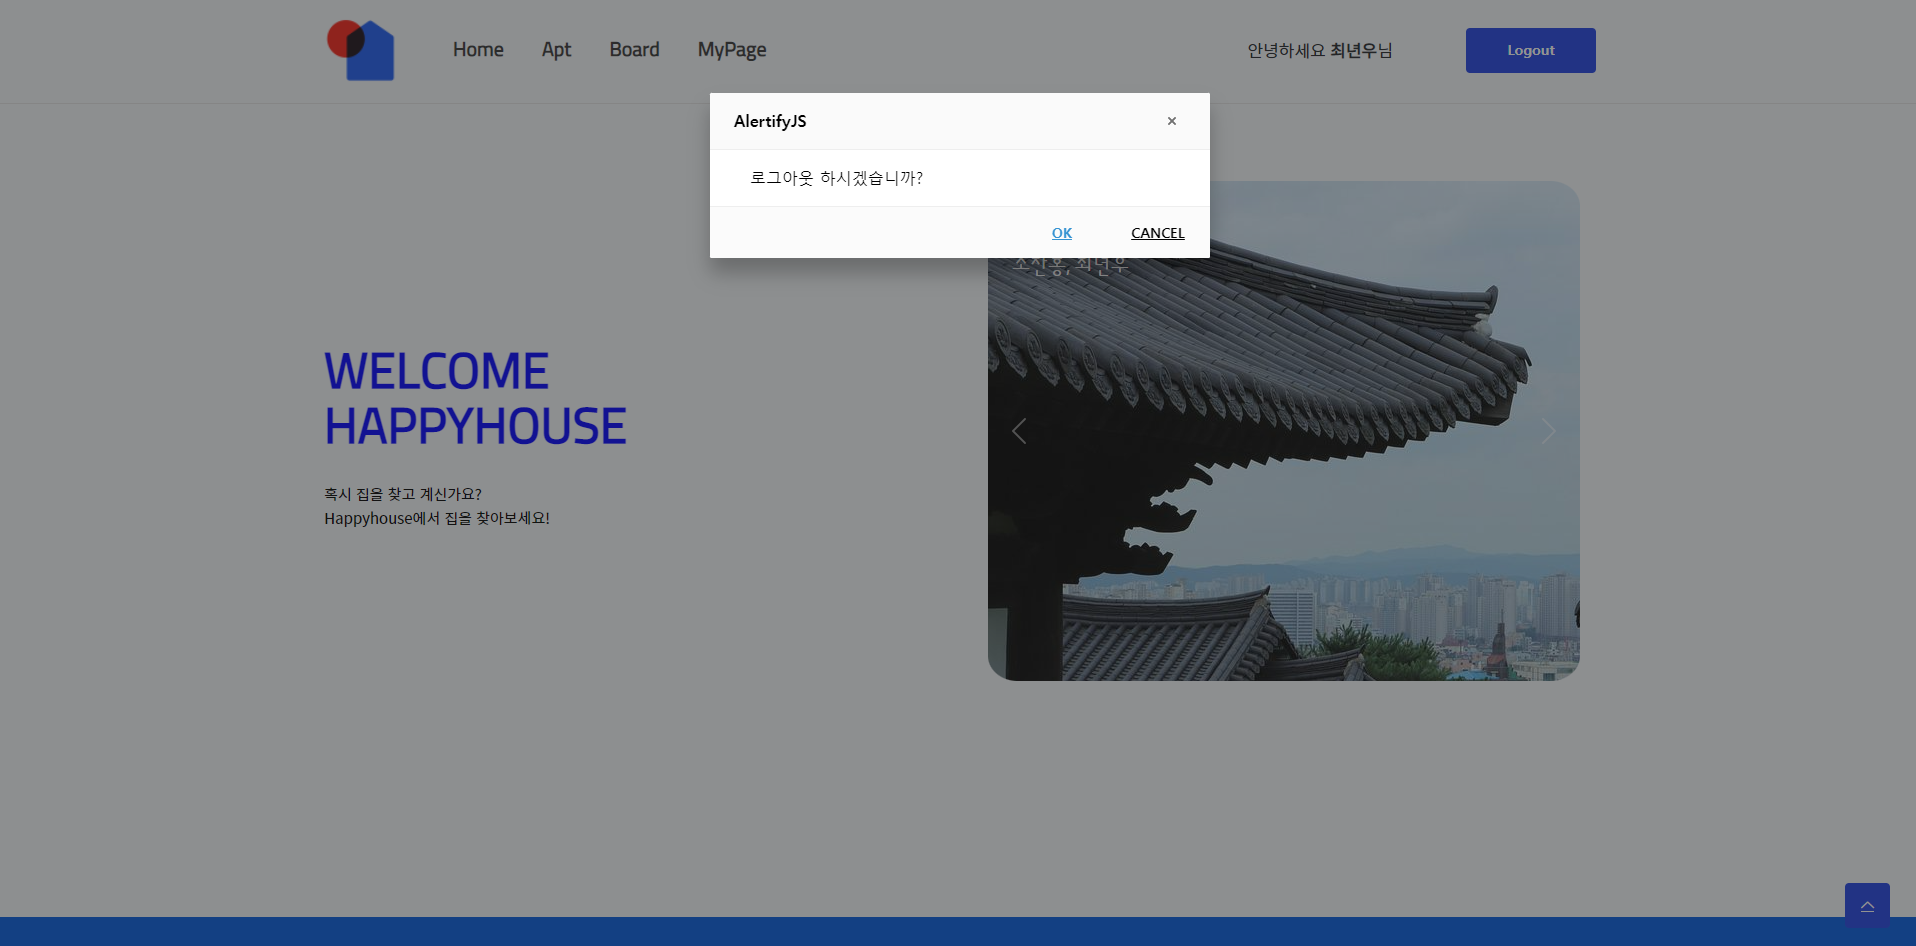 Home Apt Board MyPage 안녕하세요 최년우님 Logout
AlertifyJS ×
로그아웃 하시겠습니까?
OK CANCEL
최년우
WELCOME
HAPPYHOUSE
혹시 집을 찾고 계신가요?
Happyhouse에서 집을 찾아보세요!